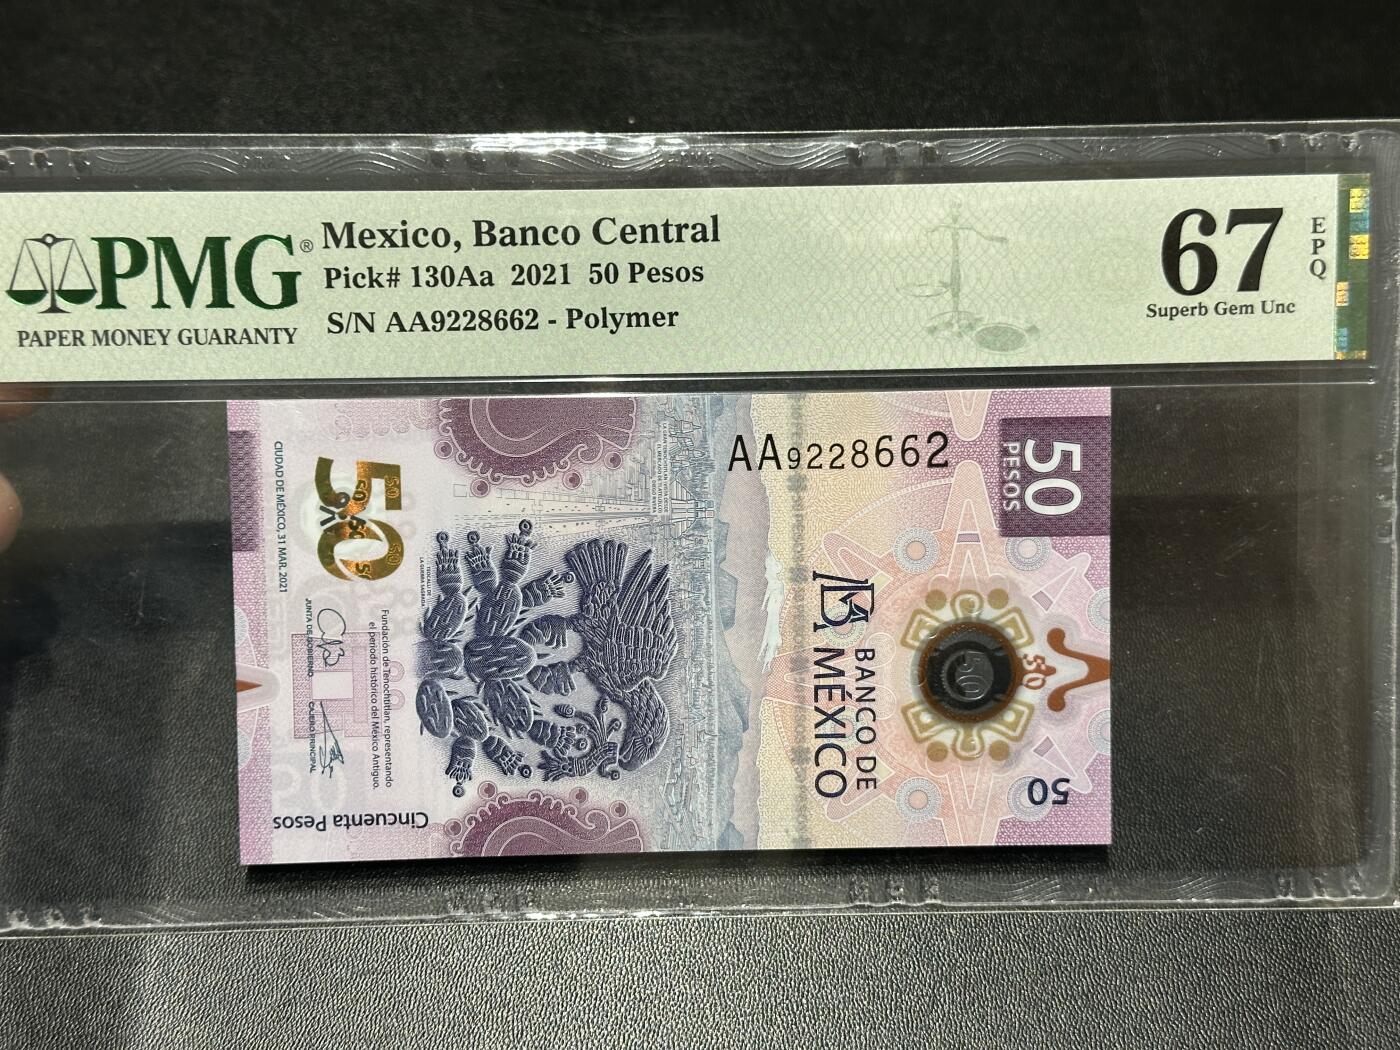 PMG®
PAPER MONEY GUARANTY
Mexico, Banco Central
Pick# 130Aa 2021 50 Pesos
S/N AA9228662 - Polymer
67
EPQ
Superb Gem Unc
AA9228662
50
PESOS
50
CIUDAD DE MÉXICO, 31 MAR. 2021
JUNTA DE GOBIERNO
CAJERO PRINCIPAL
Fundación de Tenochtitlan, representando
el periodo histórico del México Antiguo.
Cincuenta Pesos
BANCO DE
MÉXICO
50
50